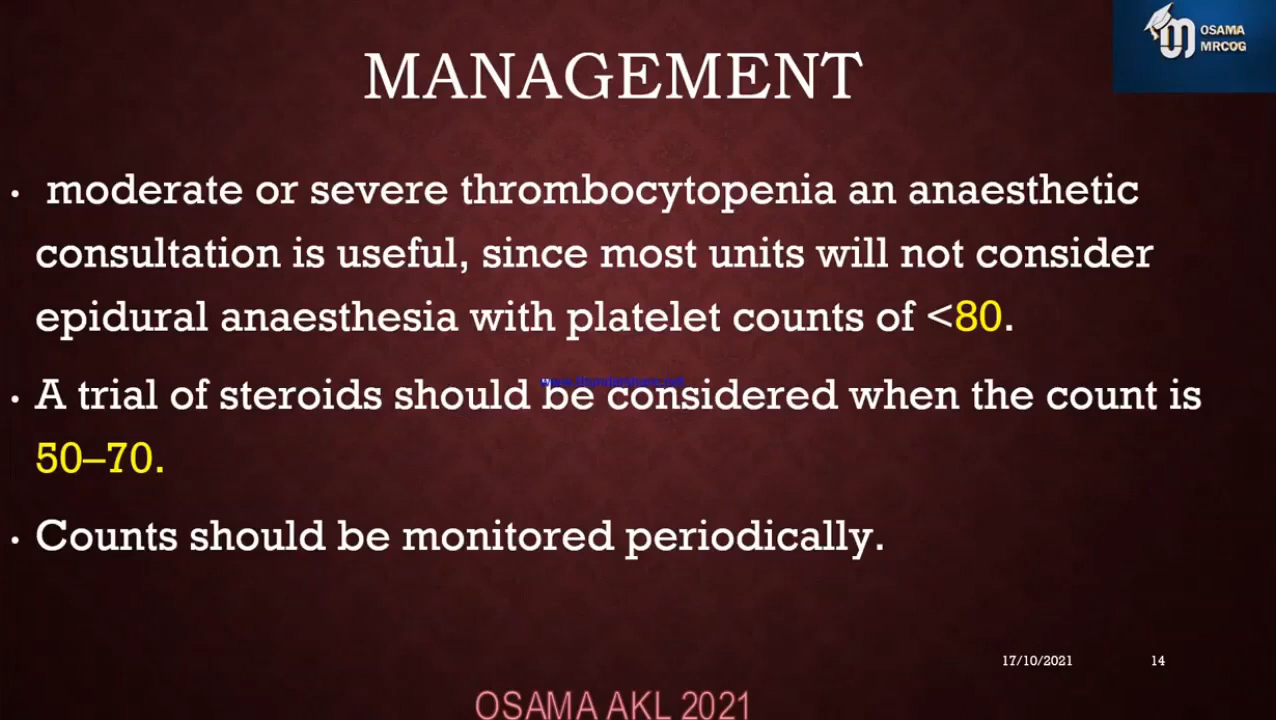 OSAMA
MRCOG
MANAGEMENT
• moderate or severe thrombocytopenia an anaesthetic
consultation is useful, since most units will not consider
epidural anaesthesia with platelet counts of <80.
• A trial of steroids should be considered when the count is
50–70.
• Counts should be monitored periodically.
17/10/2021 14
OSAMA AKL 2021